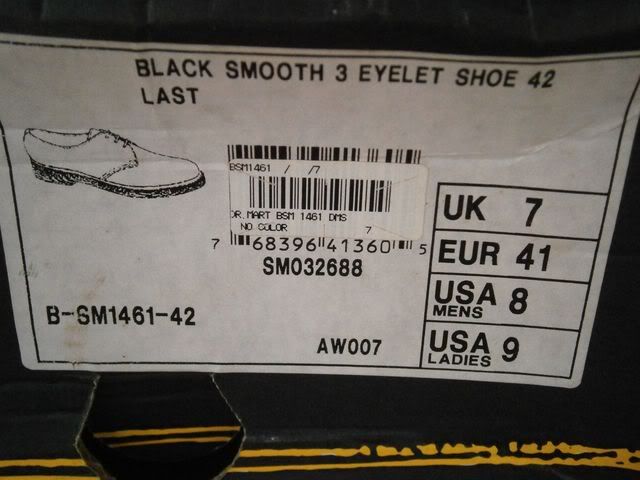 BLACK SMOOTH 3 EYELET SHOE 42
LAST
BSM1461 / /7
DR.MART BSM 1461 DMS
NO COLOR 7
7 68396 41360 5
SM032688
B-SM1461-42
AW007
UK 7
EUR 41
USA MENS 8
USA LADIES 9